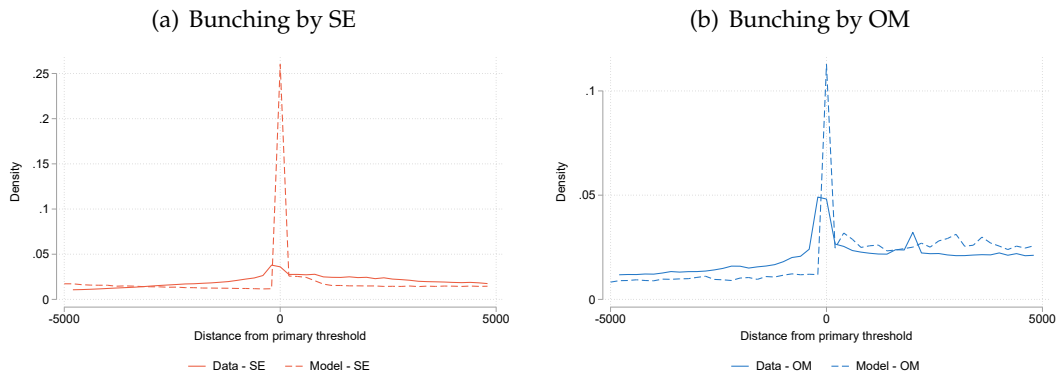 (a) Bunching by SE
.25
.2
.15
.1
.05
0
Density
-5000
0
5000
Distance from primary threshold
Data - SE
Model - SE
(b) Bunching by OM
.1
.05
0
Density
-5000
0
5000
Distance from primary threshold
Data - OM
Model - OM